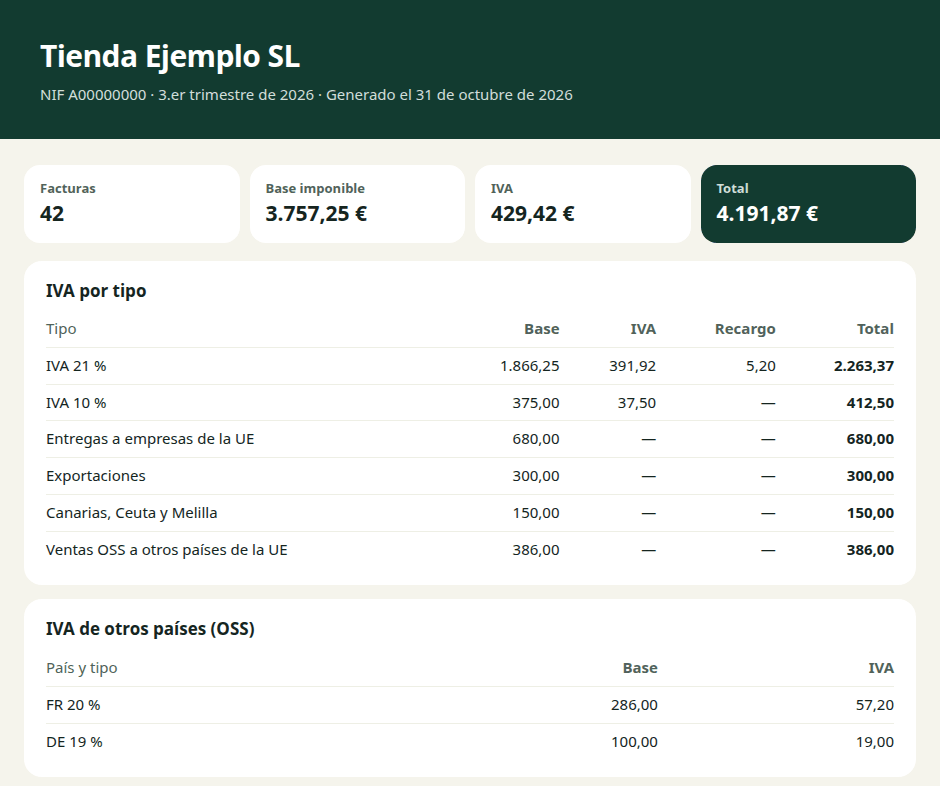 Tienda Ejemplo SL
NIF A00000000 · 3.er trimestre de 2026 · Generado el 31 de octubre de 2026
Facturas
42
Base imponible
3.757,25 €
IVA
429,42 €
Total
4.191,87 €
IVA por tipo
Tipo Base IVA Recargo Total
IVA 21 % 1.866,25 391,92 5,20 2.263,37
IVA 10 % 375,00 37,50 — 412,50
Entregas a empresas de la UE 680,00 — — 680,00
Exportaciones 300,00 — — 300,00
Canarias, Ceuta y Melilla 150,00 — — 150,00
Ventas OSS a otros países de la UE 386,00 — — 386,00
IVA de otros países (OSS)
País y tipo Base IVA
FR 20 % 286,00 57,20
DE 19 % 100,00 19,00